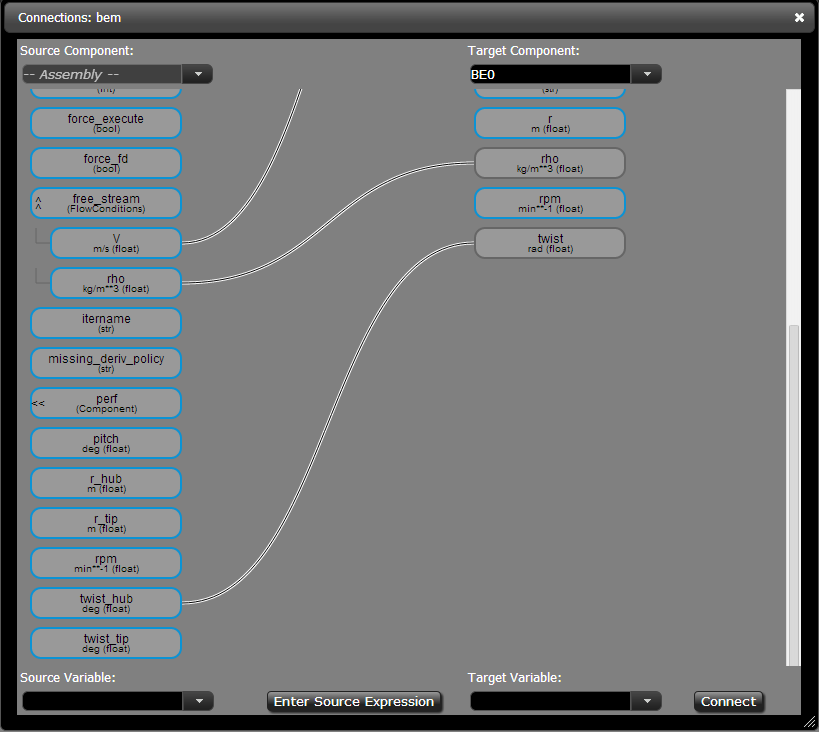 Connections: bem
✖
Source Component:
Target Component:
-- Assembly --
BE0
(int)
(str)
force_execute
(bool)
r
m (float)
force_fd
(bool)
rho
kg/m**3 (float)
^
^
free_stream
(FlowConditions)
rpm
min**-1 (float)
V
m/s (float)
twist
rad (float)
rho
kg/m**3 (float)
itername
(str)
missing_deriv_policy
(str)
<<
perf
(Component)
pitch
deg (float)
r_hub
m (float)
r_tip
m (float)
rpm
min**-1 (float)
twist_hub
deg (float)
twist_tip
deg (float)
Source Variable:
Target Variable:
Enter Source Expression
Connect